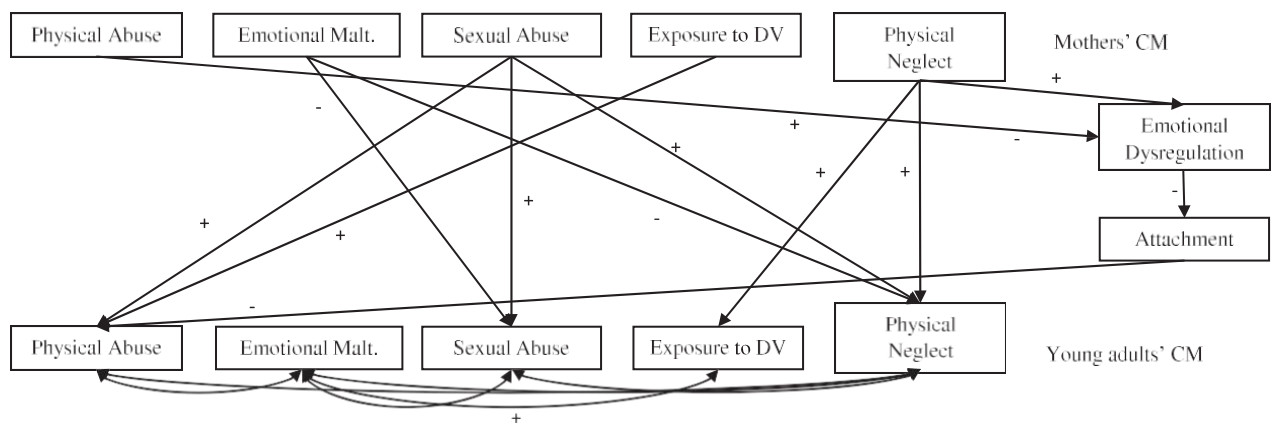 Physical Abuse
Emotional Malt.
Sexual Abuse
Exposure to DV
Physical
Neglect
Mothers' CM
+
-
+
-
Emotional
Dysregulation
+
+
+
-
+
-
+
+
Attachment
-
Physical Abuse
Emotional Malt.
Sexual Abuse
Exposure to DV
Physical
Neglect
Young adults' CM
+